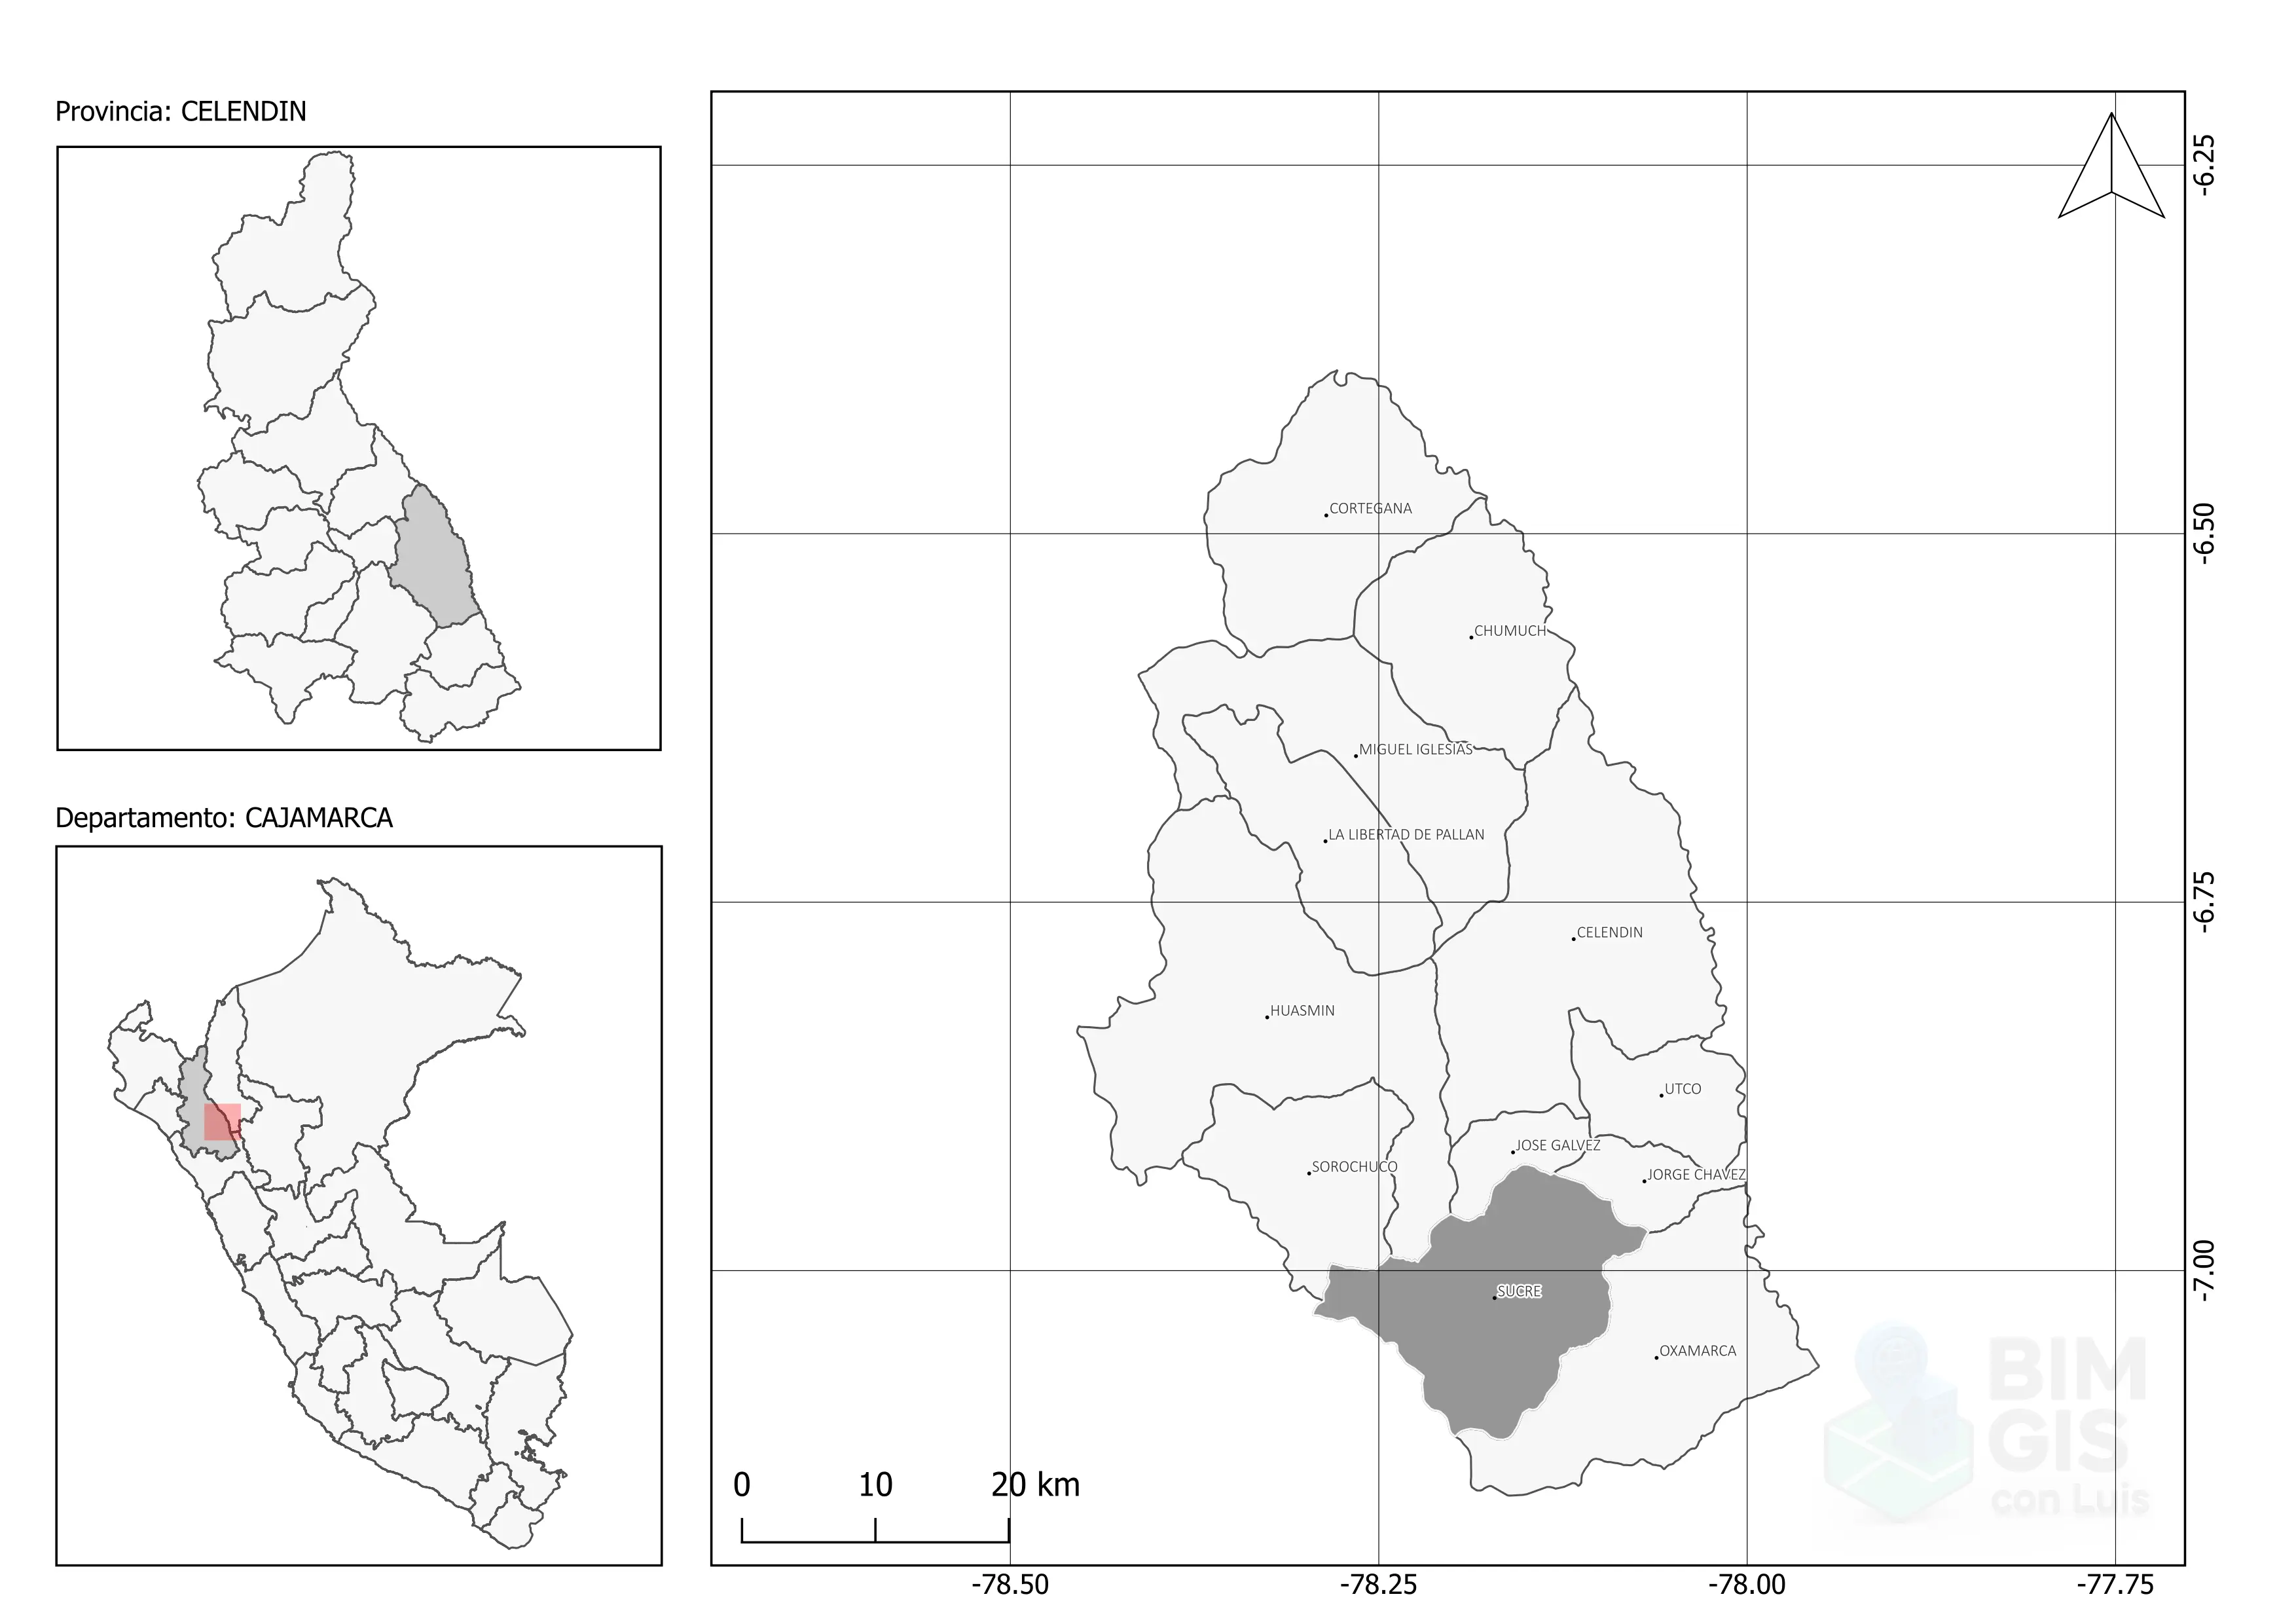 Provincia: CELENDIN
Departamento: CAJAMARCA
CORTEGANA
CHUMUCH
MIGUEL IGLESIAS
LA LIBERTAD DE PALLAN
CELENDIN
HUASMIN
UTCO
JOSE GALVEZ
SOROCHUCO
JORGE CHAVEZ
SUCRE
OXAMARCA
-6.25
-6.50
-6.75
-7.00
0 10 20 km
-78.50 -78.25 -78.00 -77.75
BIM
GIS
con Luis